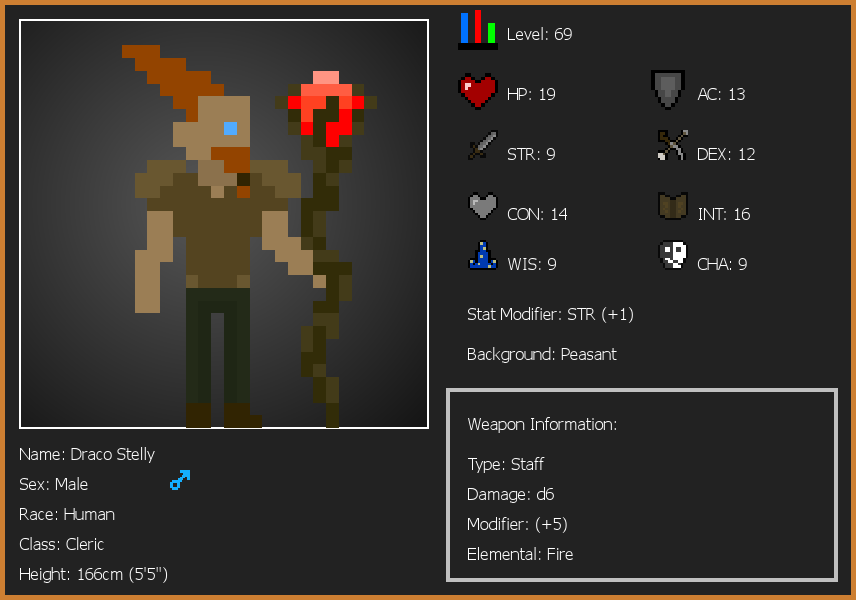 Level: 69
HP: 19
AC: 13
STR: 9
DEX: 12
CON: 14
INT: 16
WIS: 9
CHA: 9
Stat Modifier: STR (+1)
Background: Peasant
Weapon Information:
Type: Staff
Damage: d6
Modifier: (+5)
Elemental: Fire
Name: Draco Stelly
Sex: Male
Race: Human
Class: Cleric
Height: 166cm (5'5")